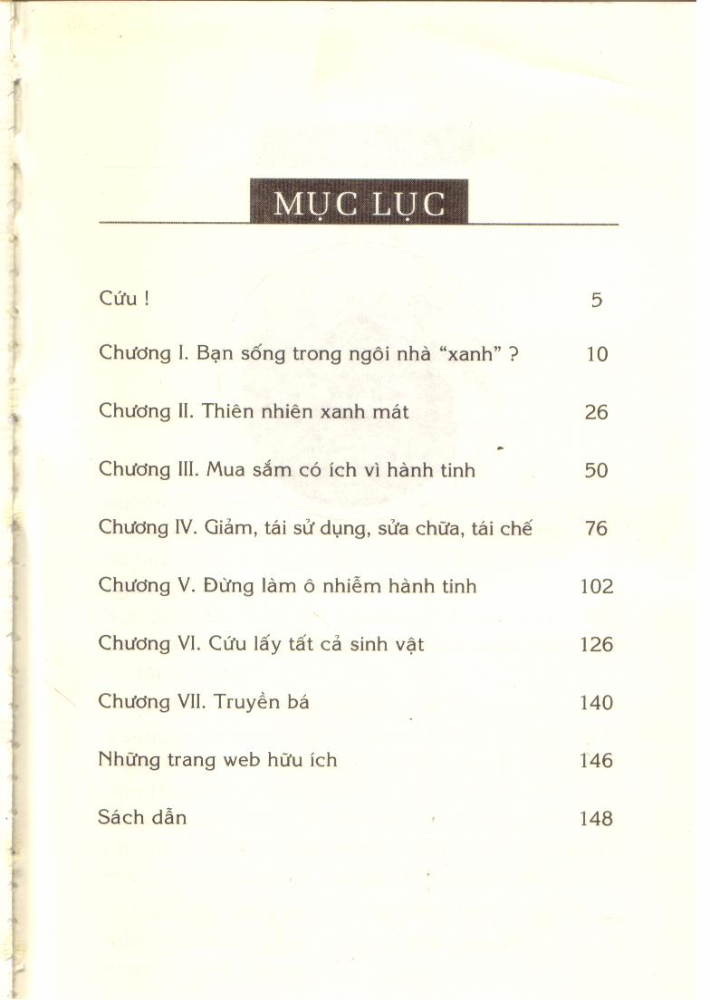 MỤC LỤC
Cứu ! 5
Chương I. Bạn sống trong ngôi nhà “xanh” ? 10
Chương II. Thiên nhiên xanh mát 26
Chương III. Mua sắm có ích vì hành tinh 50
Chương IV. Giảm, tái sử dụng, sửa chữa, tái chế 76
Chương V. Đừng làm ô nhiễm hành tinh 102
Chương VI. Cứu lấy tất cả sinh vật 126
Chương VII. Truyền bá 140
Những trang web hữu ích 146
Sách dẫn 148